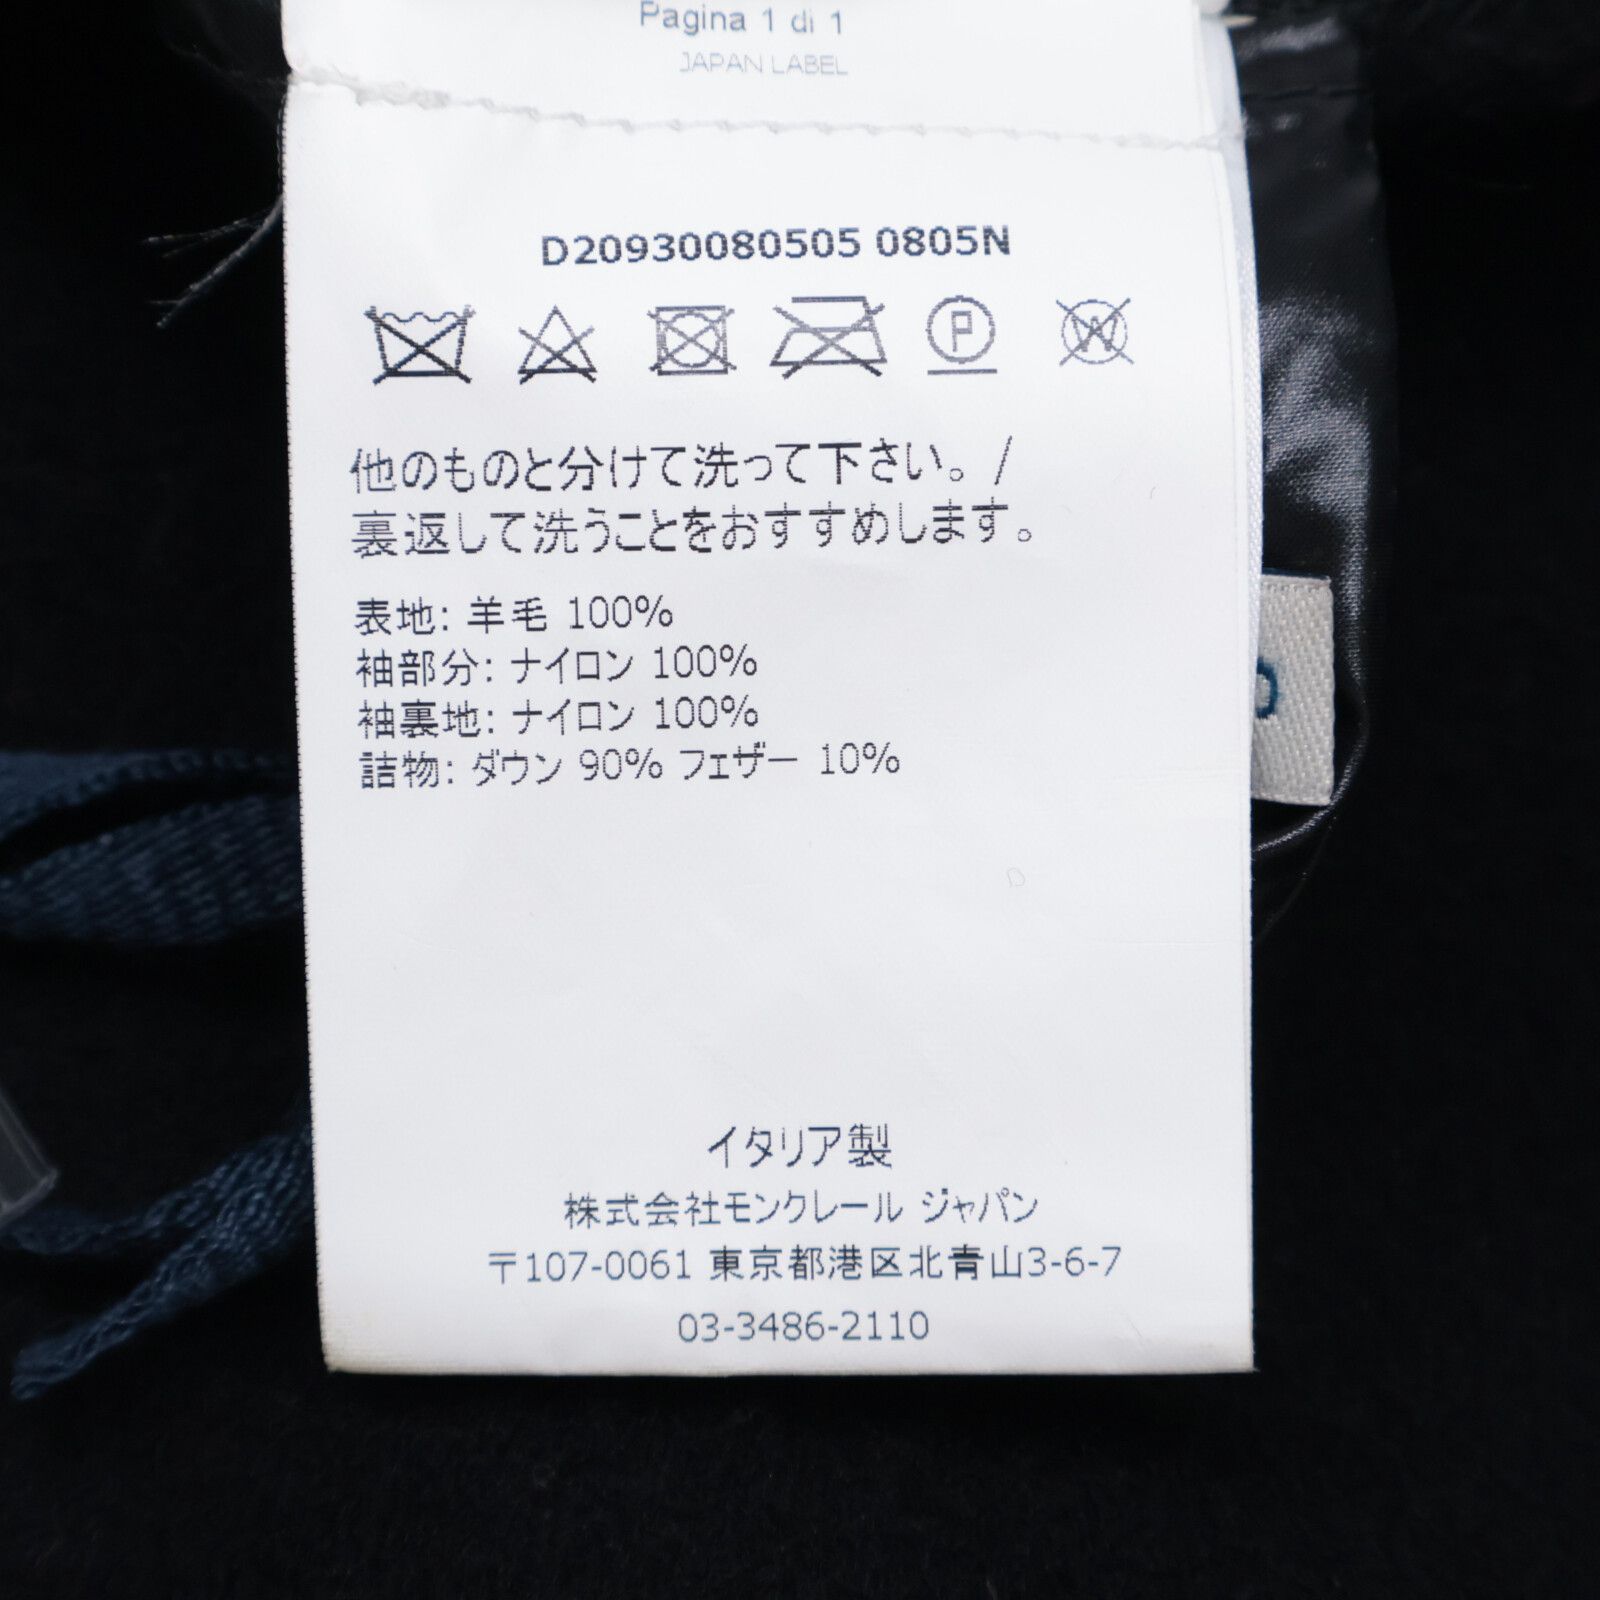 Pagina 1 di 1
JAPAN LABEL
D20930080505 0805N
P
W
他のものと分けて洗って下さい。/
裏返して洗うことをおすすめします。
表地: 羊毛 100%
袖部分: ナイロン 100%
袖裏地: ナイロン 100%
詰物: ダウン 90% フェザー 10%
イタリア製
株式会社モンクレール ジャパン
〒107-0061 東京都港区北青山3-6-7
03-3486-2110